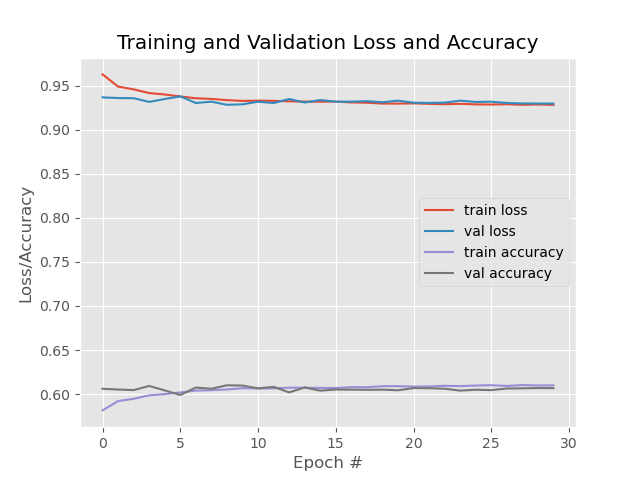 Training and Validation Loss and Accuracy
0.95
0.90
0.85
0.80
0.75
0.70
0.65
0.60
Loss/Accuracy
train loss
val loss
train accuracy
val accuracy
0 5 10 15 20 25 30
Epoch #